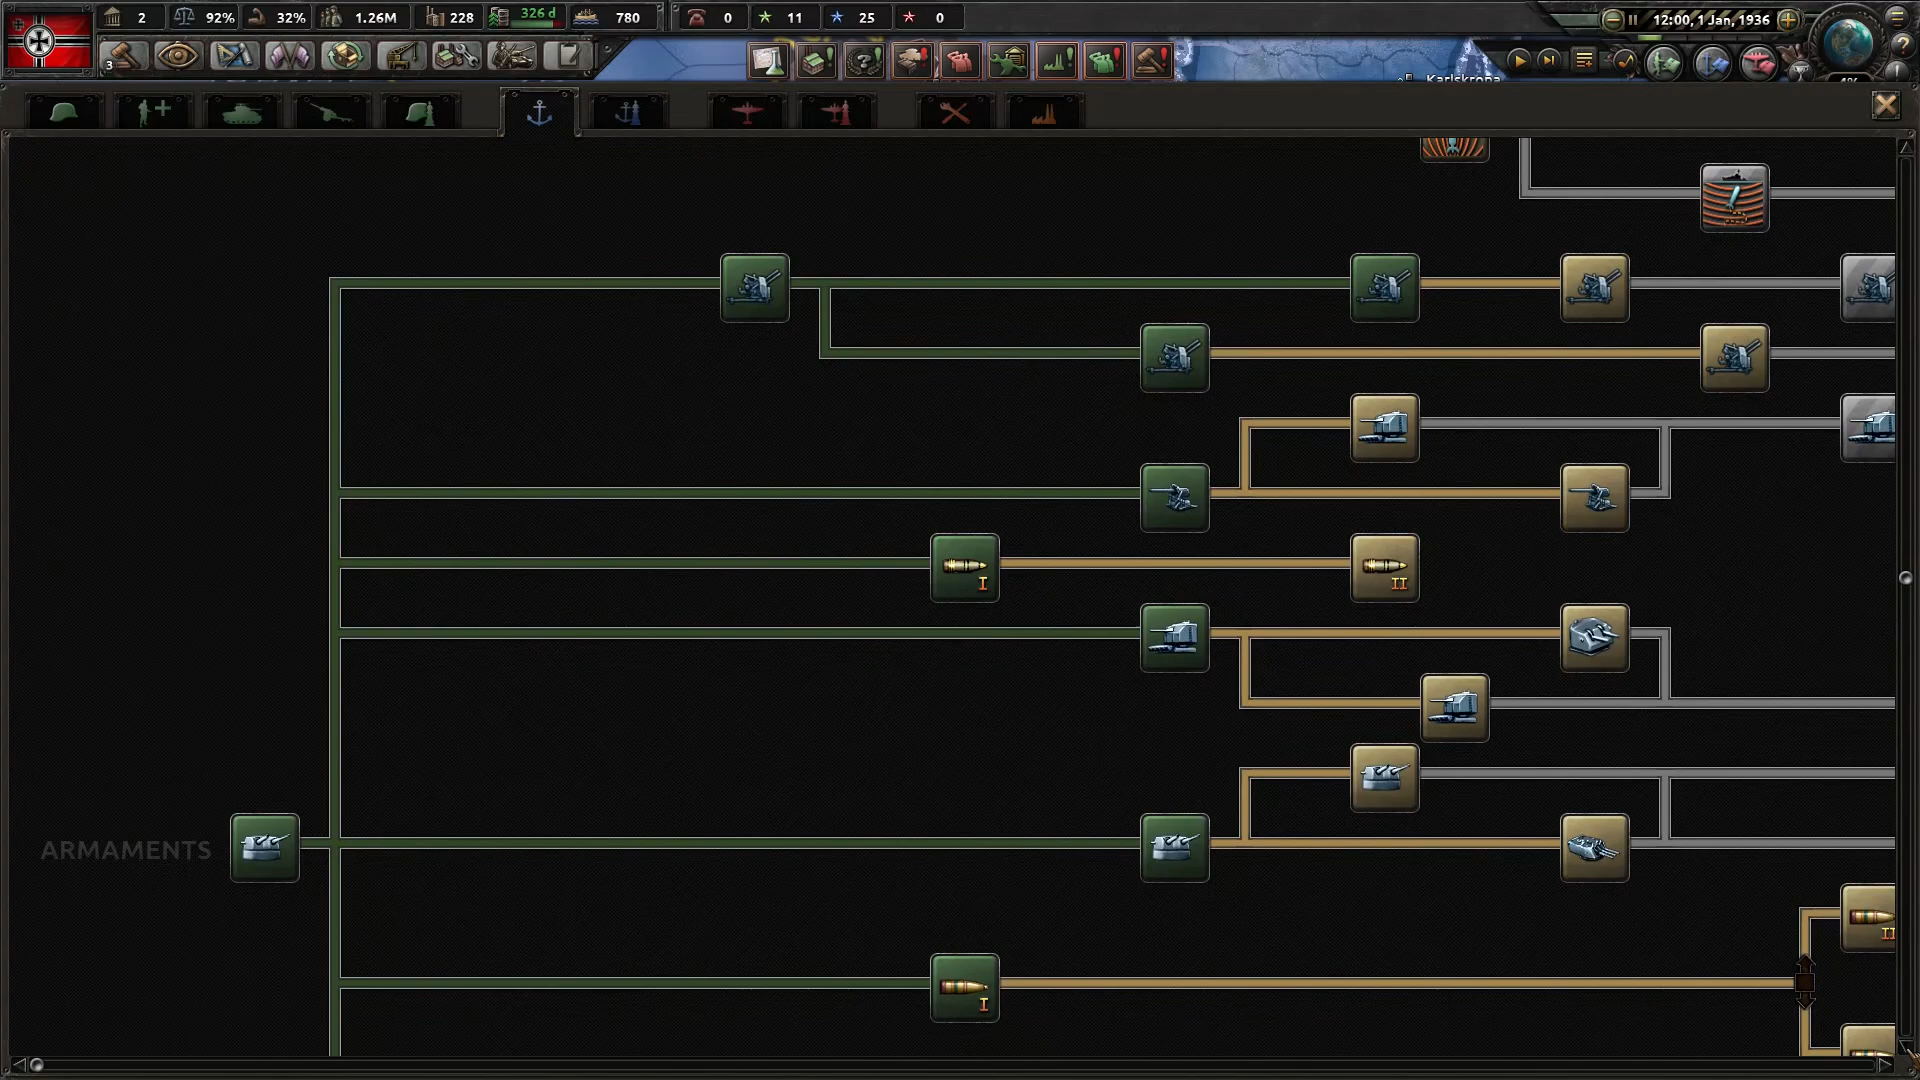 2 92% 32% 1.26M 228 326 d 780 0 11 25 0 12:00, 1 Jan, 1936
3
Karlskrona
I
II
ARMAMENTS
II
I